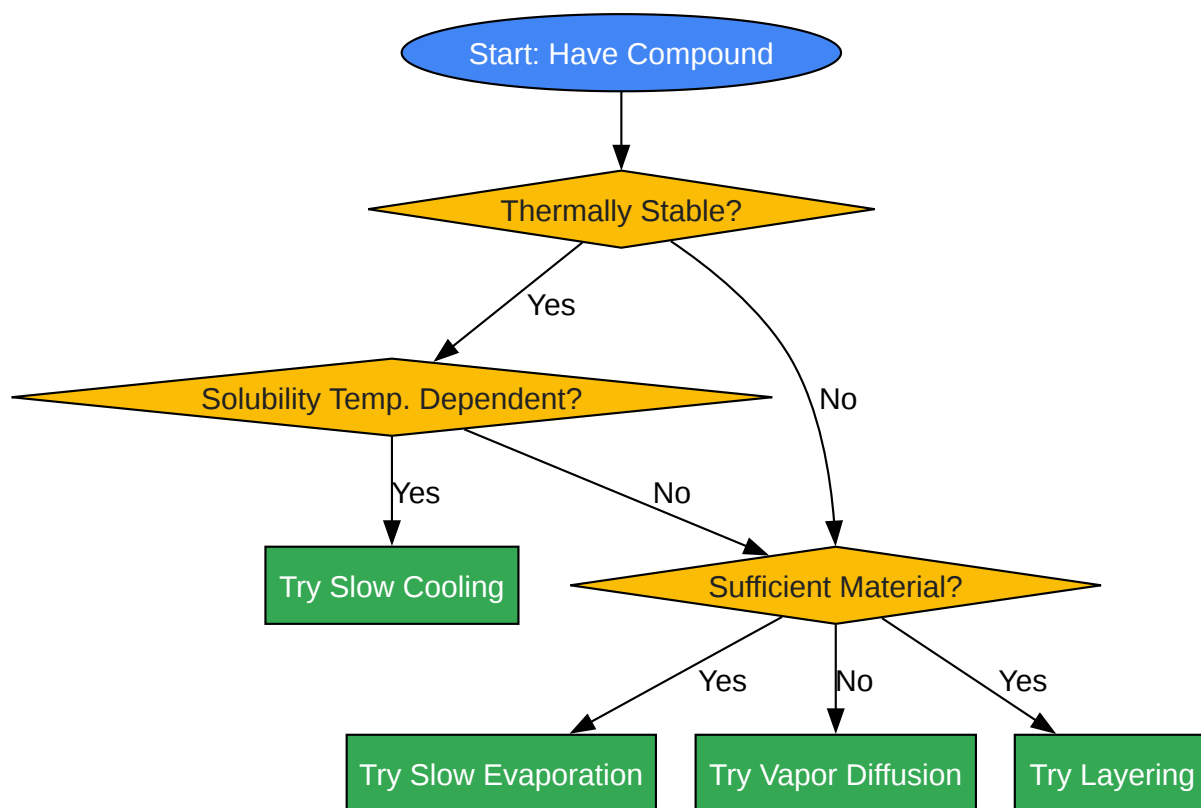 Start: Have Compound
Thermally Stable?
Yes
Solubility Temp. Dependent?
No
Yes
No
Try Slow Cooling
Sufficient Material?
Yes
No
Yes
Try Slow Evaporation
Try Vapor Diffusion
Try Layering